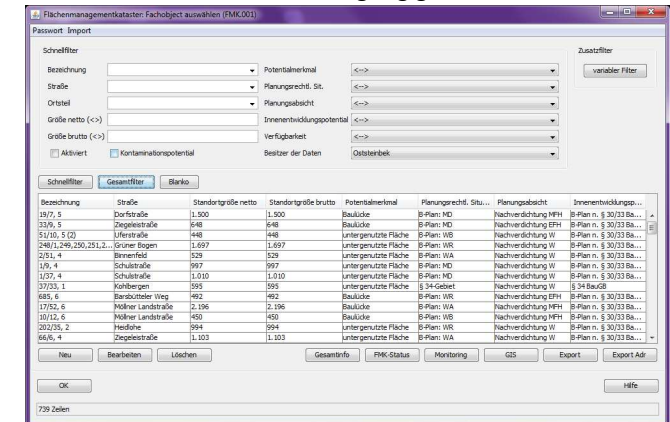 Flächenmanagementkataster: Fachobject auswählen (FMK.001)
Passwort Import
Schnellfilter
Zusatzfilter
Bezeichnung Potentialmerkmal <-->
variabler Filter
Straße Planungsrechtl. Sit. <-->
Ortsteil Planungsabsicht <-->
Größe netto (<>) Innenentwicklungspotential <-->
Größe brutto (<>) Verfügbarkeit <-->
Aktiviert Kontaminationspotential Besitzer der Daten Oststeinbek
Schnellfilter Gesamtfilter Blanko
Bezeichnung Straße Standortgröße netto Standortgröße brutto Potentialmerkmal Planungsrechtl. Situ... Planungsabsicht Innenentwicklungsp...
19/7, 5 Dorfstraße 1.500 1.500 Baulücke B-Plan: MD Nachverdichtung MFH B-Plan n. § 30/33 Ba...
33/9, 5 Ziegeleistraße 648 648 Baulücke B-Plan: MD Nachverdichtung EFH B-Plan n. § 30/33 Ba...
51/10, 5 (2) Uferstraße 448 448 untergenutzte Fläche B-Plan: WB Nachverdichtung W B-Plan n. § 30/33 Ba...
248/1,249,250,251,2... Grüner Bogen 1.697 1.697 untergenutzte Fläche B-Plan: WR Nachverdichtung W B-Plan n. § 30/33 Ba...
2/51, 4 Binnenfeld 529 529 untergenutzte Fläche B-Plan: WA Nachverdichtung W B-Plan n. § 30/33 Ba...
1/9, 4 Schulstraße 997 997 untergenutzte Fläche B-Plan: MD Nachverdichtung W B-Plan n. § 30/33 Ba...
1/37, 4 Schulstraße 1.010 1.010 untergenutzte Fläche B-Plan: MD Nachverdichtung W B-Plan n. § 30/33 Ba...
37/33, 1 Kohlbergen 595 595 untergenutzte Fläche § 34-Gebiet Nachverdichtung W § 34 BauGB
685, 6 Barsbütteler Weg 492 492 Baulücke B-Plan: WR Nachverdichtung EFH B-Plan n. § 30/33 Ba...
17/52, 6 Möllner Landstraße 2.196 2.196 Baulücke B-Plan: WA Nachverdichtung MFH B-Plan n. § 30/33 Ba...
10/12, 6 Möllner Landstraße 450 450 Baulücke B-Plan: WB Nachverdichtung MFH B-Plan n. § 30/33 Ba...
202/35, 2 Heidlohe 994 994 untergenutzte Fläche B-Plan: WR Nachverdichtung W B-Plan n. § 30/33 Ba...
66/6, 4 Ziegeleistraße 1.103 1.103 untergenutzte Fläche B-Plan: WA Nachverdichtung W B-Plan n. § 30/33 Ba...
Neu Bearbeiten Löschen Gesamtinfo FMK-Status Monitoring GIS Export Export Adr
OK Hilfe
739 Zeilen